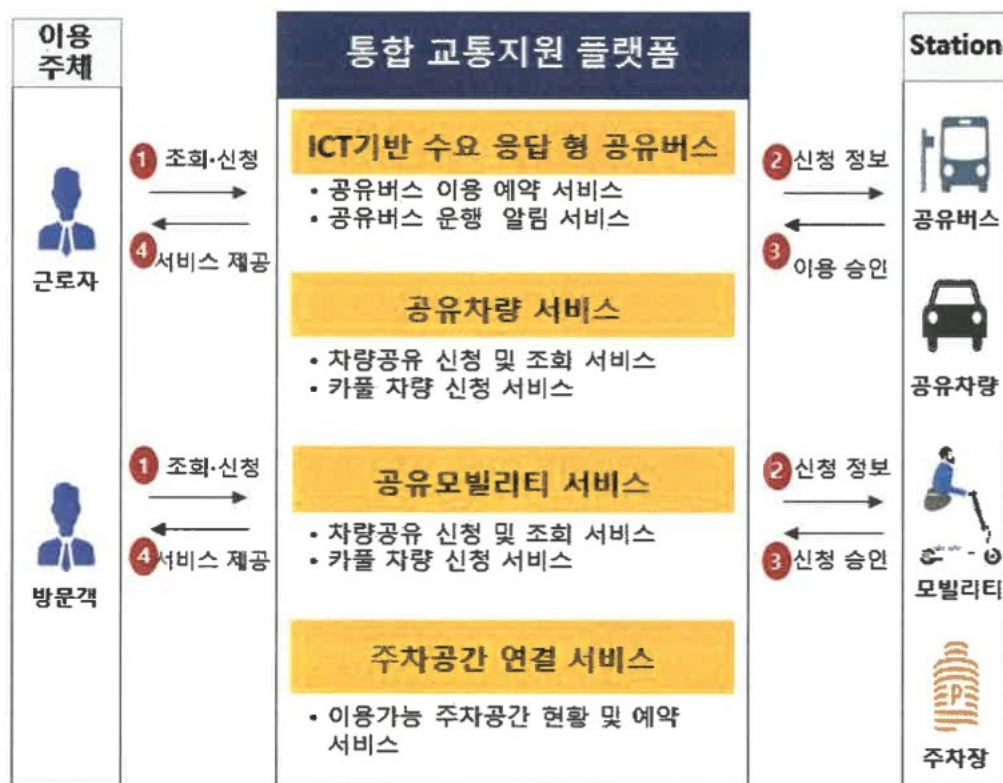 이용
주체
통합 교통지원 플랫폼
Station
ICT기반 수요 응답 형 공유버스
• 공유버스 이용 예약 서비스
• 공유버스 운행 알림 서비스
1 조회·신청
4 서비스 제공
근로자
2 신청 정보
3 이용 승인
공유버스
공유차량 서비스
• 차량공유 신청 및 조회 서비스
• 카풀 차량 신청 서비스
공유차량
1 조회·신청
4 서비스 제공
방문객
공유모빌리티 서비스
• 차량공유 신청 및 조회 서비스
• 카풀 차량 신청 서비스
2 신청 정보
3 신청 승인
모빌리티
주차공간 연결 서비스
• 이용가능 주차공간 현황 및 예약
서비스
P
주차장